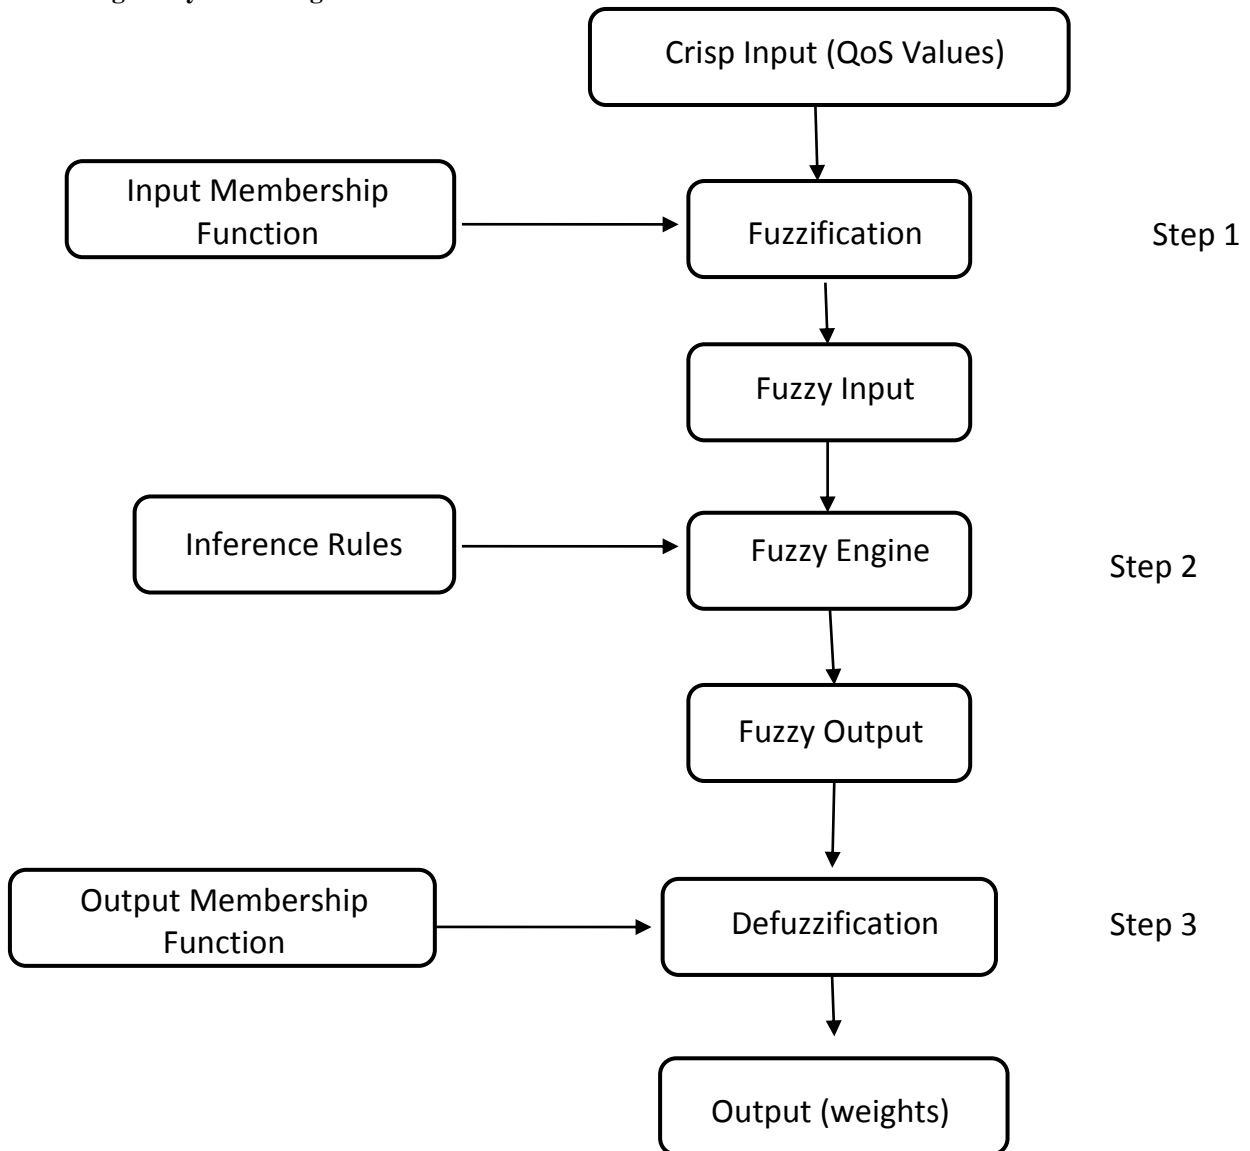 Crisp Input (QoS Values)
Input Membership
Function
Fuzzification
Step 1
Fuzzy Input
Inference Rules
Fuzzy Engine
Step 2
Fuzzy Output
Output Membership
Function
Defuzzification
Step 3
Output (weights)